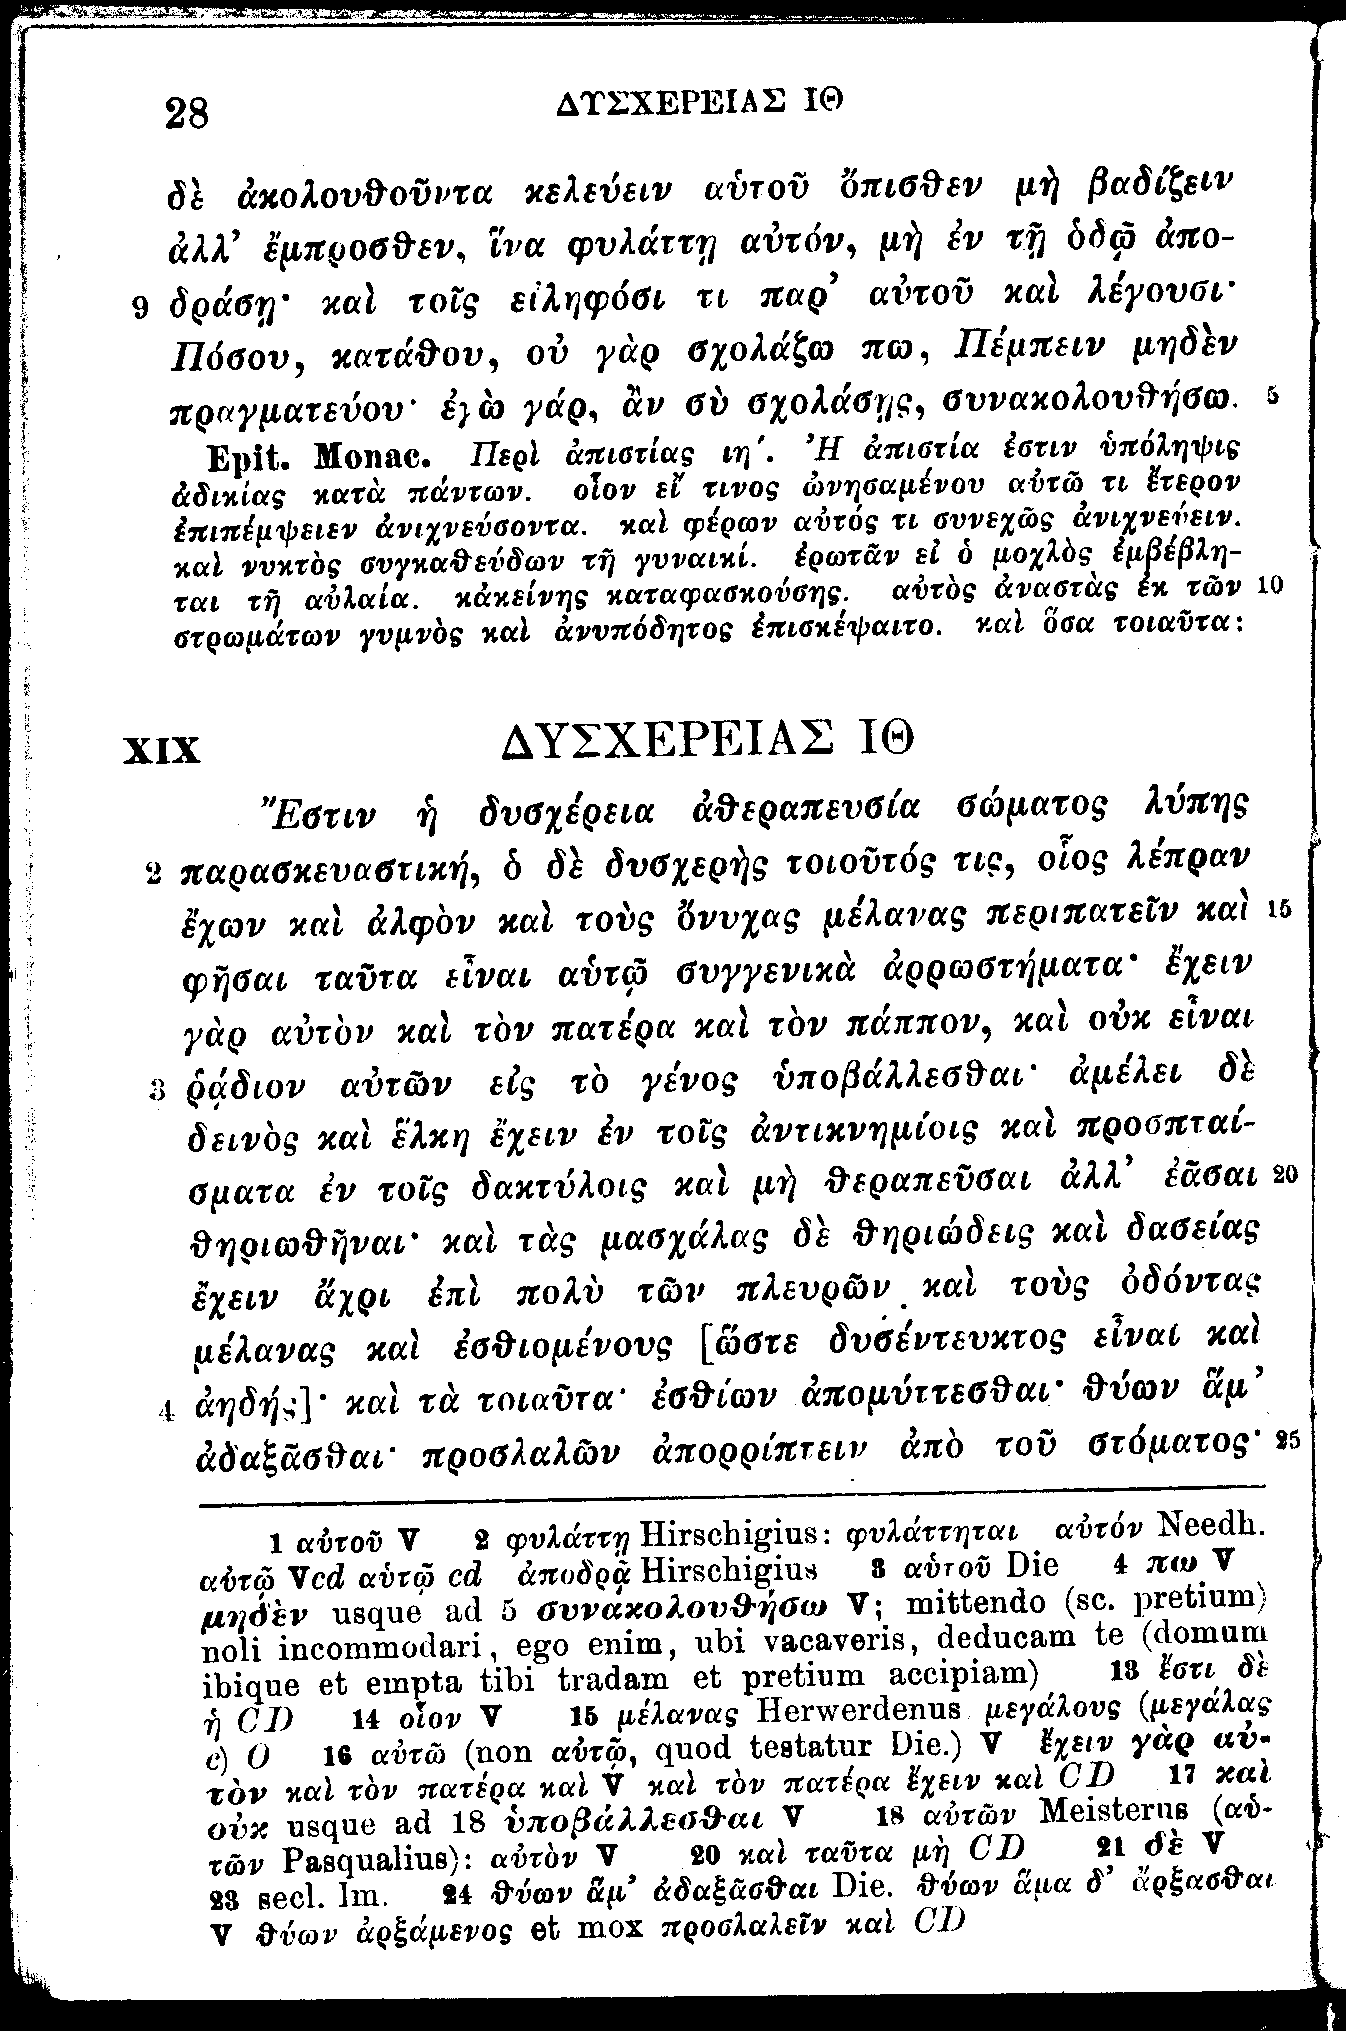 28 ΔΥΣΧΕΡΕΙΑΣ ΙΘ
δὲ ἀκολουθοῦντα κελεύειν αὑτοῦ ὄπισθεν μὴ βαδίζειν
ἀλλ’ ἔμπροσθεν, ἵνα φυλάττῃ αὐτόν, μὴ ἐν τῇ ὁδῷ ἀπο-
9 δράσῃ· καὶ τοῖς εἰληφόσι τι παρ’ αὐτοῦ καὶ λέγουσι·
Πόσου, κατάθου, οὐ γὰρ σχολάζω πω, Πέμπειν μηδὲν
πραγματεύου· ἐγὼ γάρ, ἂν σὺ σχολάσῃς, συνακολουθήσω. 5
Epit. Monac. Περὶ ἀπιστίας ιη′. Ἡ ἀπιστία ἐστιν ὑπόληψις
ἀδικίας κατὰ πάντων. οἷον εἴ τινος ὠνησαμένου αὐτῶ τι ἕτερον
ἐπιπέμψειεν ἀνιχνεύσοντα. καὶ φέρων αὐτός τι συνεχῶς ἀνιχνεύειν.
καὶ νυκτὸς συγκαθεύδων τῆ γυναικί. ἐρωτᾶν εἰ ὁ μοχλὸς ἐμβέβλη-
ται τῆ αὐλαία. κἀκείνης καταφασκούσης. αὐτὸς ἀναστὰς ἐκ τῶν 10
στρωμάτων γυμνὸς καὶ ἀνυπόδητος ἐπισκέψαιτο. καὶ ὅσα τοιαῦτα:
XIX ΔΥΣΧΕΡΕΙΑΣ ΙΘ
Ἔστιν ἡ δυσχέρεια ἀθεραπευσία σώματος λύπης
2 παρασκευαστική, ὁ δὲ δυσχερὴς τοιοῦτός τις, οἷος λέπραν
ἔχων καὶ ἀλφὸν καὶ τοὺς ὄνυχας μέλανας περιπατεῖν καὶ 15
φῆσαι ταῦτα εἶναι αὑτῷ συγγενικὰ ἀρρωστήματα· ἔχειν
γὰρ αὐτὸν καὶ τὸν πατέρα καὶ τὸν πάππον, καὶ οὐκ εἶναι
3 ῥᾴδιον αὐτῶν εἰς τὸ γένος ὑποβάλλεσθαι· ἀμέλει δὲ
δεινὸς καὶ ἕλκη ἔχειν ἐν τοῖς ἀντικνημίοις καὶ προσπταί-
σματα ἐν τοῖς δακτύλοις καὶ μὴ θεραπεῦσαι ἀλλ’ ἐᾶσαι 20
θηριωθῆναι· καὶ τὰς μασχάλας δὲ θηριώδεις καὶ δασείας
ἔχειν ἄχρι ἐπὶ πολὺ τῶν πλευρῶν καὶ τοὺς ὀδόντας
μέλανας καὶ ἐσθιομένους [ὥστε δυσέντευκτος εἶναι καὶ
4 ἀηδής]· καὶ τὰ τοιαῦτα· ἐσθίων ἀπομύττεσθαι· θύων ἅμ’
ἀδαξᾶσθαι· προσλαλῶν ἀπορρίπτειν ἀπὸ τοῦ στόματος· 25
1 αὐτοῦ V 2 φυλάττῃ Hirschigius: φυλάττηται αὐτόν Needh.
αὐτῷ Vcd αὑτῷ cd ἀποδρᾷ Hirschigius 3 αὑτοῦ Die 4 πω V
μηδὲν usque ad 5 συνακολουθήσω V; mittendo (sc. pretium)
noli incommodari, ego enim, ubi vacaveris, deducam te (domum
ibique et empta tibi tradam et pretium accipiam) 13 ἔστι δὲ
ἡ CD 14 οἷον V 15 μέλανας Herwerdenus μεγάλους (μεγάλας
c) O 16 αὐτῶ (non αὐτῷ, quod testatur Die.) V ἔχειν γὰρ αὐ-
τὸν καὶ τὸν πατέρα καὶ V καὶ τὸν πατέρα ἔχειν καὶ CD 17 καὶ
οὐκ usque ad 18 ὑποβάλλεσθαι V 18 αὐτῶν Meisterus (αὑ-
τῶν Pasqualius): αὐτὸν V 20 καὶ ταῦτα μὴ CD 21 δὲ V
23 secl. Im. 24 θύων ἅμ’ ἀδαξᾶσθαι Die. θύων ἅμα δ’ ἄρξασθαι
V θύων ἀρξάμενος et mox προσλαλεῖν καὶ CD